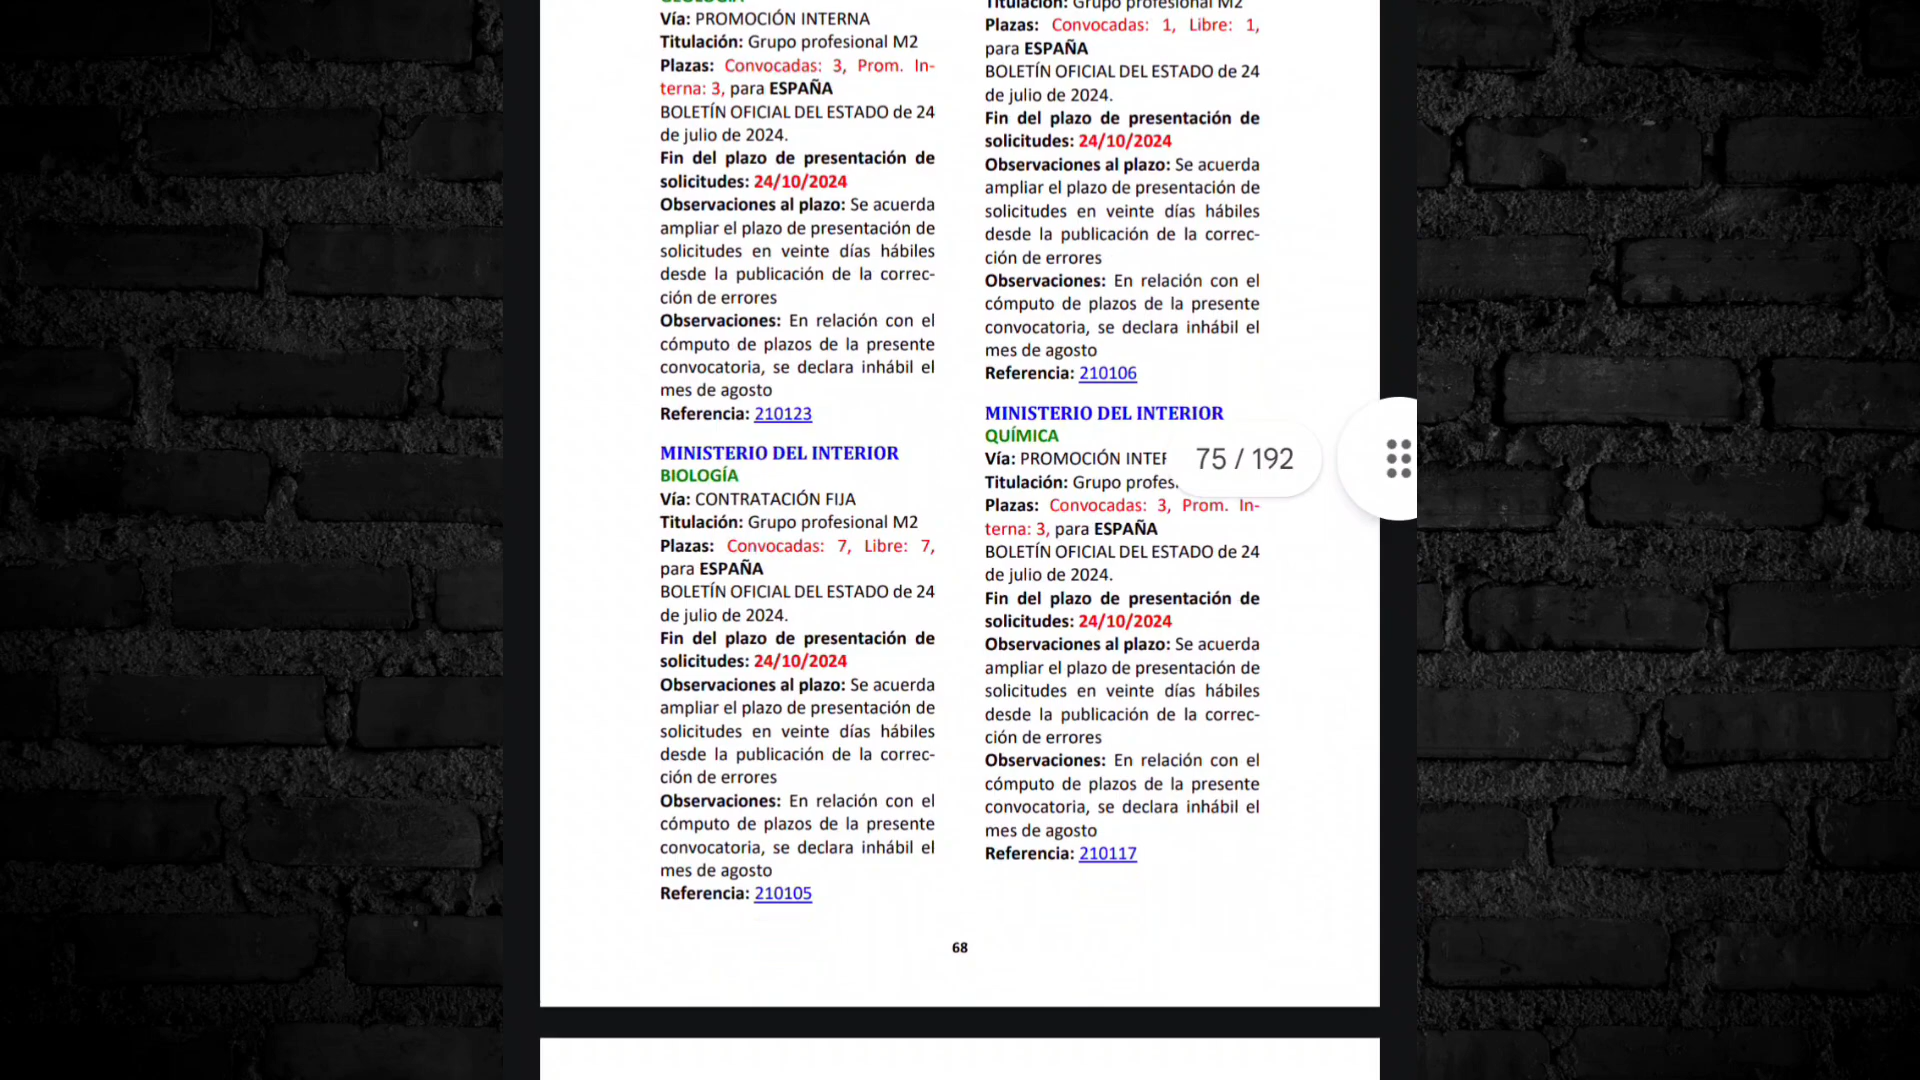 GEOLOGÍA
Vía: PROMOCIÓN INTERNA
Titulación: Grupo profesional M2
Plazas: Convocadas: 3, Prom. In-
terna: 3, para ESPAÑA
BOLETÍN OFICIAL DEL ESTADO de 24
de julio de 2024.
Fin del plazo de presentación de
solicitudes: 24/10/2024
Observaciones al plazo: Se acuerda
ampliar el plazo de presentación de
solicitudes en veinte días hábiles
desde la publicación de la correc-
ción de errores
Observaciones: En relación con el
cómputo de plazos de la presente
convocatoria, se declara inhábil el
mes de agosto
Referencia: 210123
MINISTERIO DEL INTERIOR
BIOLOGÍA
Vía: CONTRATACIÓN FIJA
Titulación: Grupo profesional M2
Plazas: Convocadas: 7, Libre: 7,
para ESPAÑA
BOLETÍN OFICIAL DEL ESTADO de 24
de julio de 2024.
Fin del plazo de presentación de
solicitudes: 24/10/2024
Observaciones al plazo: Se acuerda
ampliar el plazo de presentación de
solicitudes en veinte días hábiles
desde la publicación de la correc-
ción de errores
Observaciones: En relación con el
cómputo de plazos de la presente
convocatoria, se declara inhábil el
mes de agosto
Referencia: 210105
Titulación: Grupo profesional M2
Plazas: Convocadas: 1, Libre: 1,
para ESPAÑA
BOLETÍN OFICIAL DEL ESTADO de 24
de julio de 2024.
Fin del plazo de presentación de
solicitudes: 24/10/2024
Observaciones al plazo: Se acuerda
ampliar el plazo de presentación de
solicitudes en veinte días hábiles
desde la publicación de la correc-
ción de errores
Observaciones: En relación con el
cómputo de plazos de la presente
convocatoria, se declara inhábil el
mes de agosto
Referencia: 210106
MINISTERIO DEL INTERIOR
QUÍMICA
Vía: PROMOCIÓN INTER
Titulación: Grupo profes
Plazas: Convocadas: 3, Prom. In-
terna: 3, para ESPAÑA
BOLETÍN OFICIAL DEL ESTADO de 24
de julio de 2024.
Fin del plazo de presentación de
solicitudes: 24/10/2024
Observaciones al plazo: Se acuerda
ampliar el plazo de presentación de
solicitudes en veinte días hábiles
desde la publicación de la correc-
ción de errores
Observaciones: En relación con el
cómputo de plazos de la presente
convocatoria, se declara inhábil el
mes de agosto
Referencia: 210117
75 / 192
68